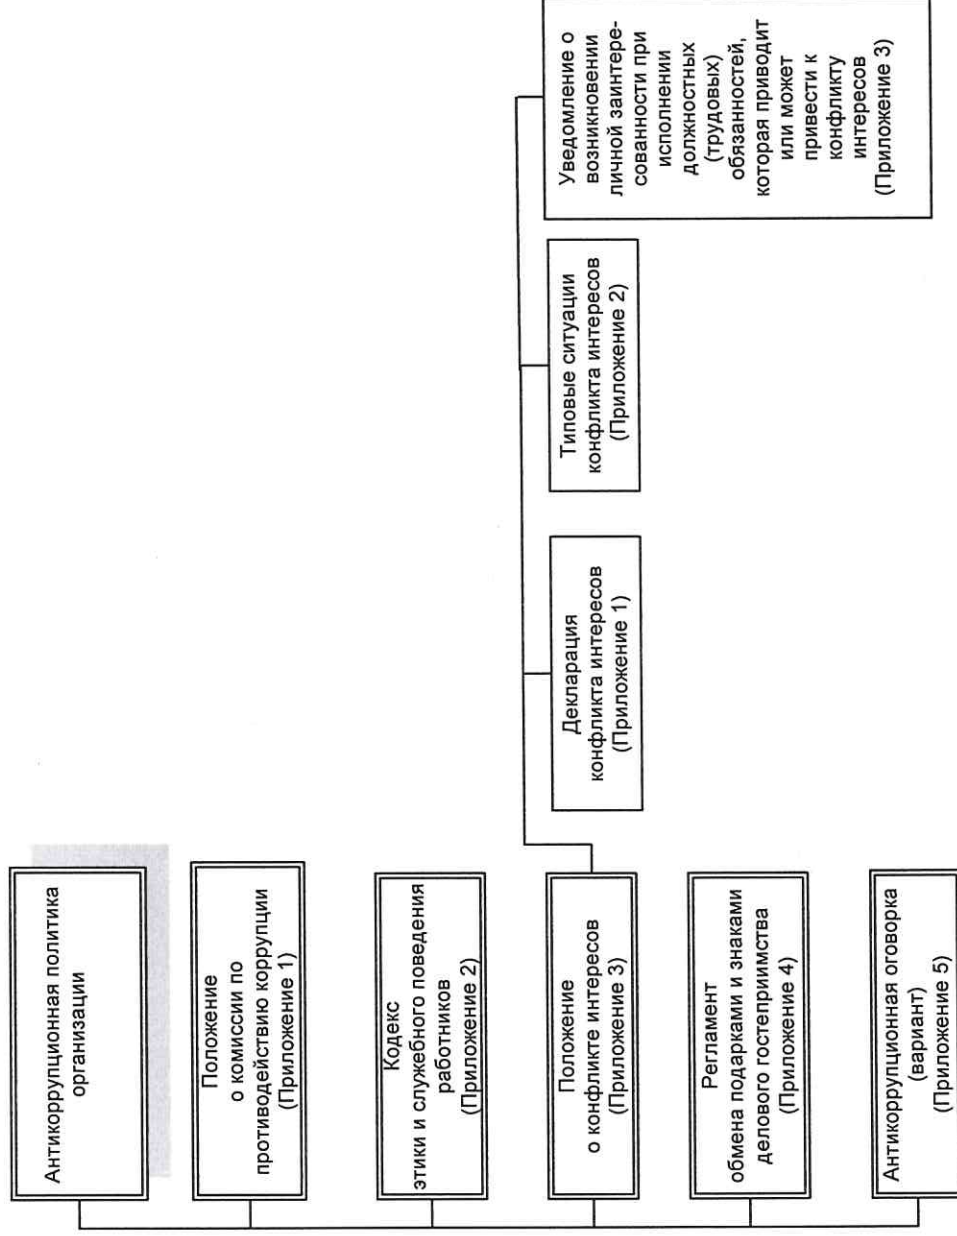 Антикоррупционная политика
организации
Положение
о комиссии по
противодействию коррупции
(Приложение 1)
Кодекс
этики и служебного поведения
работников
(Приложение 2)
Положение
о конфликте интересов
(Приложение 3)
Декларация
конфликта интересов
(Приложение 1)
Типовые ситуации
конфликта интересов
(Приложение 2)
Уведомление о
возникновении
личной заинтере-
сованности при
исполнении
должностных
(трудовых)
обязанностей,
которая приводит
или может
привести к
конфликту
интересов
(Приложение 3)
Регламент
обмена подарками и знаками
делового гостеприимства
(Приложение 4)
Антикоррупционная оговорка
(вариант)
(Приложение 5)